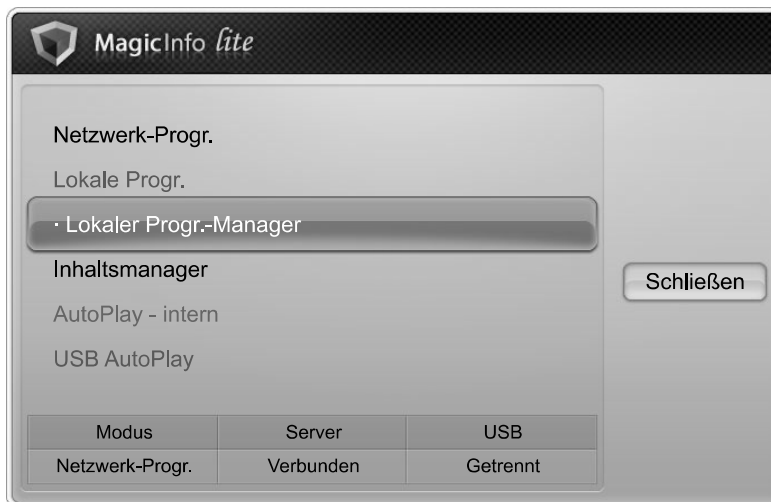 MagicInfo lite
Netzwerk-Progr.
Lokale Progr.
· Lokaler Progr.-Manager
Inhaltsmanager
AutoPlay - intern
USB AutoPlay
Schließen
Modus Server USB
Netzwerk-Progr. Verbunden Getrennt